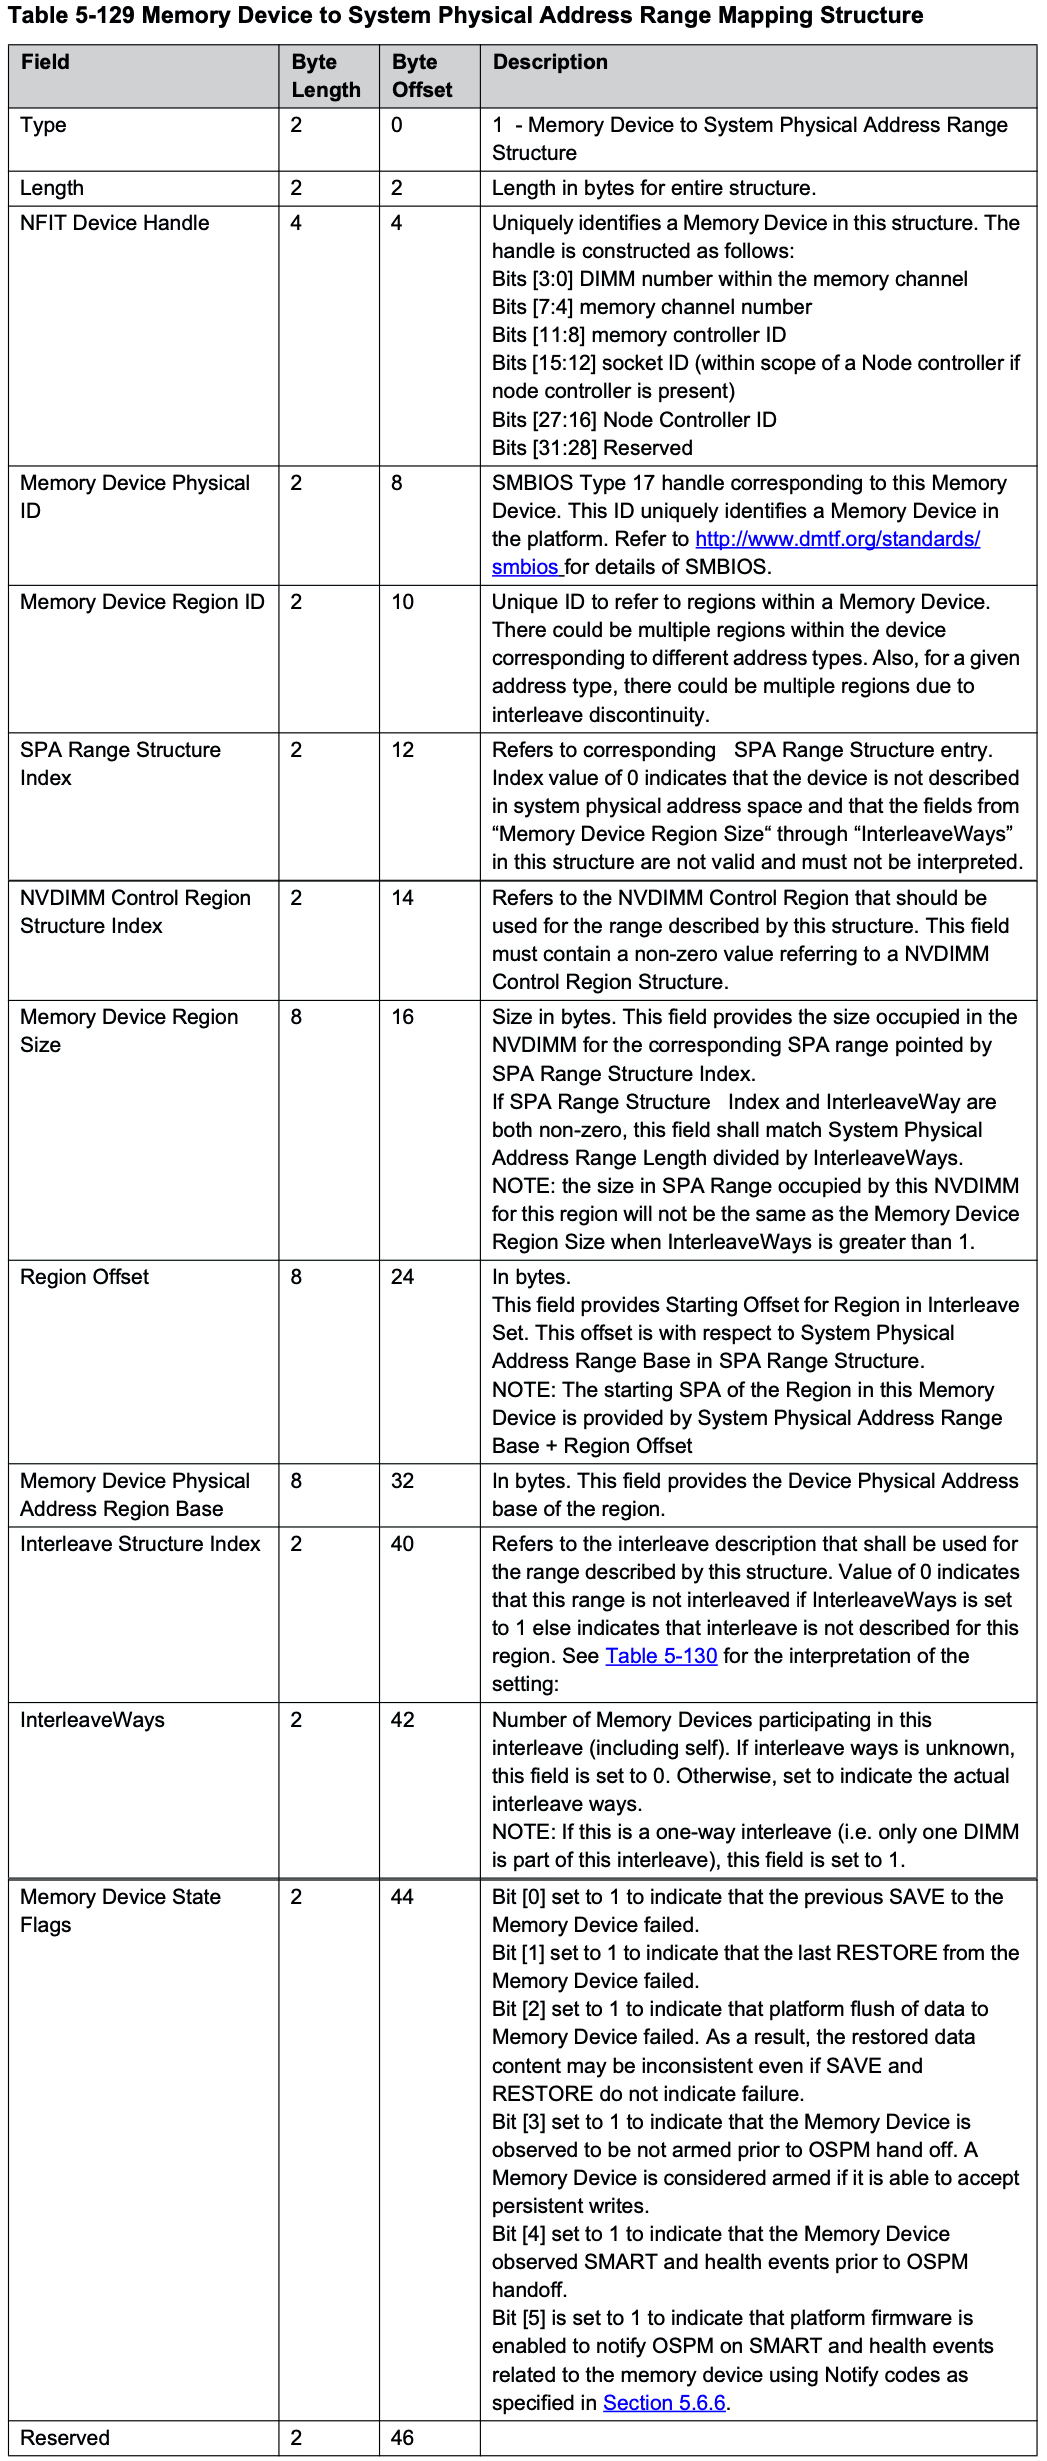 Table 5-129 Memory Device to System Physical Address Range Mapping Structure
Field Byte Length Byte Offset Description
Type 2 0 1 - Memory Device to System Physical Address Range
Structure
Length 2 2 Length in bytes for entire structure.
NFIT Device Handle 4 4 Uniquely identifies a Memory Device in this structure. The
handle is constructed as follows:
Bits [3:0] DIMM number within the memory channel
Bits [7:4] memory channel number
Bits [11:8] memory controller ID
Bits [15:12] socket ID (within scope of a Node controller if
node controller is present)
Bits [27:16] Node Controller ID
Bits [31:28] Reserved
Memory Device Physical ID 2 8 SMBIOS Type 17 handle corresponding to this Memory
Device. This ID uniquely identifies a Memory Device in
the platform. Refer to http://www.dmtf.org/standards/
smbios for details of SMBIOS.
Memory Device Region ID 2 10 Unique ID to refer to regions within a Memory Device.
There could be multiple regions within the device
corresponding to different address types. Also, for a given
address type, there could be multiple regions due to
interleave discontinuity.
SPA Range Structure Index 2 12 Refers to corresponding SPA Range Structure entry.
Index value of 0 indicates that the device is not described
in system physical address space and that the fields from
“Memory Device Region Size“ through “InterleaveWays”
in this structure are not valid and must not be interpreted.
NVDIMM Control Region Structure Index 2 14 Refers to the NVDIMM Control Region that should be
used for the range described by this structure. This field
must contain a non-zero value referring to a NVDIMM
Control Region Structure.
Memory Device Region Size 8 16 Size in bytes. This field provides the size occupied in the
NVDIMM for the corresponding SPA range pointed by
SPA Range Structure Index.
If SPA Range Structure Index and InterleaveWay are
both non-zero, this field shall match System Physical
Address Range Length divided by InterleaveWays.
NOTE: the size in SPA Range occupied by this NVDIMM
for this region will not be the same as the Memory Device
Region Size when InterleaveWays is greater than 1.
Region Offset 8 24 In bytes.
This field provides Starting Offset for Region in Interleave
Set. This offset is with respect to System Physical
Address Range Base in SPA Range Structure.
NOTE: The starting SPA of the Region in this Memory
Device is provided by System Physical Address Range
Base + Region Offset
Memory Device Physical Address Region Base 8 32 In bytes. This field provides the Device Physical Address
base of the region.
Interleave Structure Index 2 40 Refers to the interleave description that shall be used for
the range described by this structure. Value of 0 indicates
that this range is not interleaved if InterleaveWays is set
to 1 else indicates that interleave is not described for this
region. See Table 5-130 for the interpretation of the
setting:
InterleaveWays 2 42 Number of Memory Devices participating in this
interleave (including self). If interleave ways is unknown,
this field is set to 0. Otherwise, set to indicate the actual
interleave ways.
NOTE: If this is a one-way interleave (i.e. only one DIMM
is part of this interleave), this field is set to 1.
Memory Device State Flags 2 44 Bit [0] set to 1 to indicate that the previous SAVE to the
Memory Device failed.
Bit [1] set to 1 to indicate that the last RESTORE from the
Memory Device failed.
Bit [2] set to 1 to indicate that platform flush of data to
Memory Device failed. As a result, the restored data
content may be inconsistent even if SAVE and
RESTORE do not indicate failure.
Bit [3] set to 1 to indicate that the Memory Device is
observed to be not armed prior to OSPM hand off. A
Memory Device is considered armed if it is able to accept
persistent writes.
Bit [4] set to 1 to indicate that the Memory Device
observed SMART and health events prior to OSPM
handoff.
Bit [5] is set to 1 to indicate that platform firmware is
enabled to notify OSPM on SMART and health events
related to the memory device using Notify codes as
specified in Section 5.6.6.
Reserved 2 46